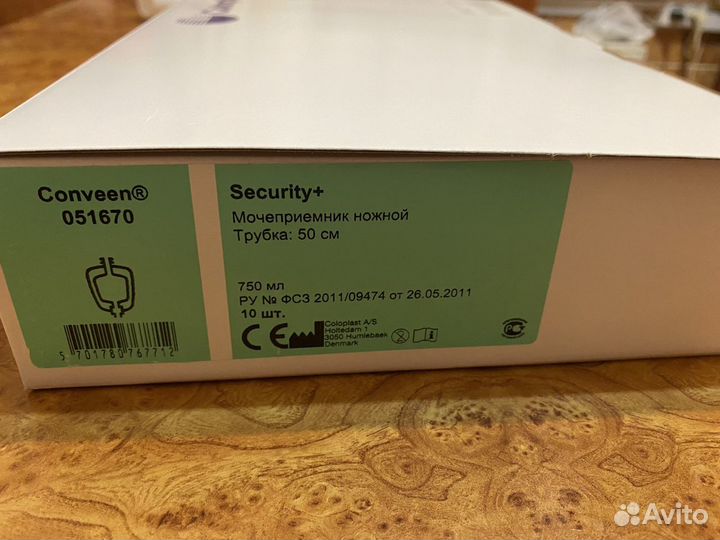 Conveen®
051670
5 701780 767712
Security+
Мочеприемник ножной
Трубка: 50 см
750 мл
РУ № ФСЗ 2011/09474 от 26.05.2011
10 шт.
CE
Coloplast A/S
Holtedam 1
3050 Humlebaek
Denmark
Avito